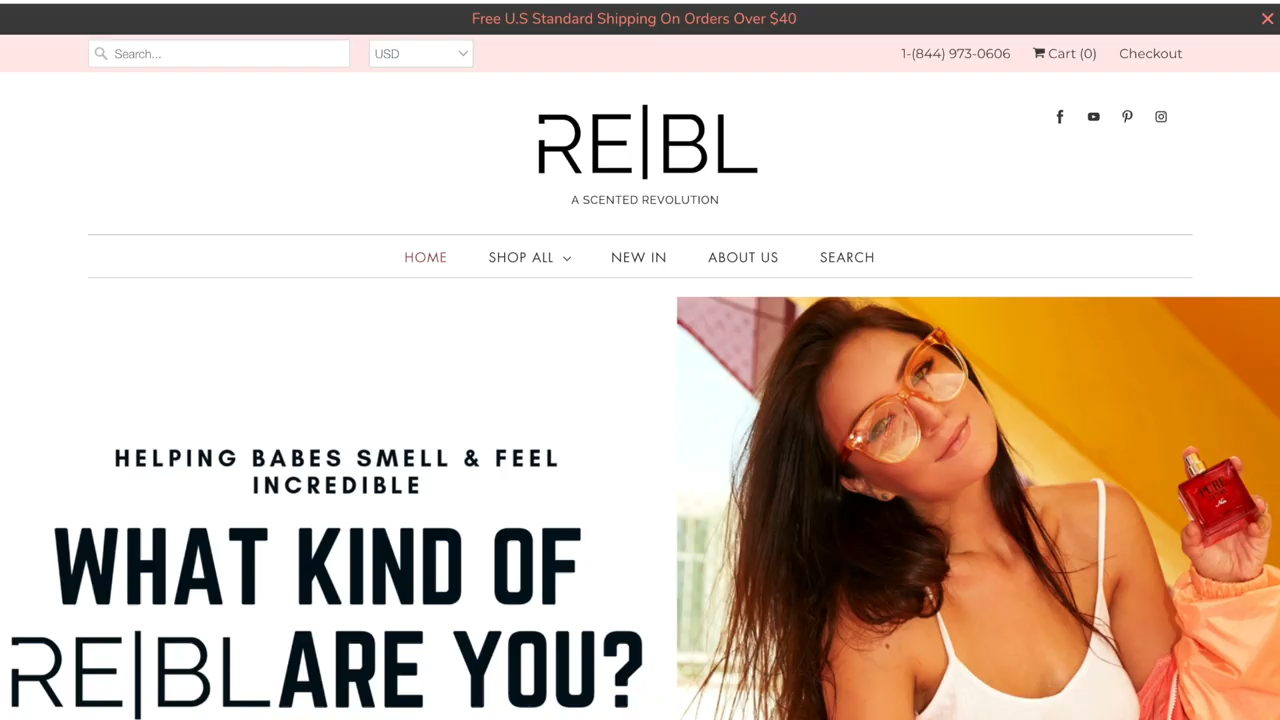 Free U.S Standard Shipping On Orders Over $40
Search...
USD
1-(844) 973-0606
Cart (0)
Checkout
RE|BL
A SCENTED REVOLUTION
HOME
SHOP ALL
NEW IN
ABOUT US
SEARCH
HELPING BABES SMELL & FEEL
INCREDIBLE
WHAT KIND OF
RE|BL ARE YOU?
PURE